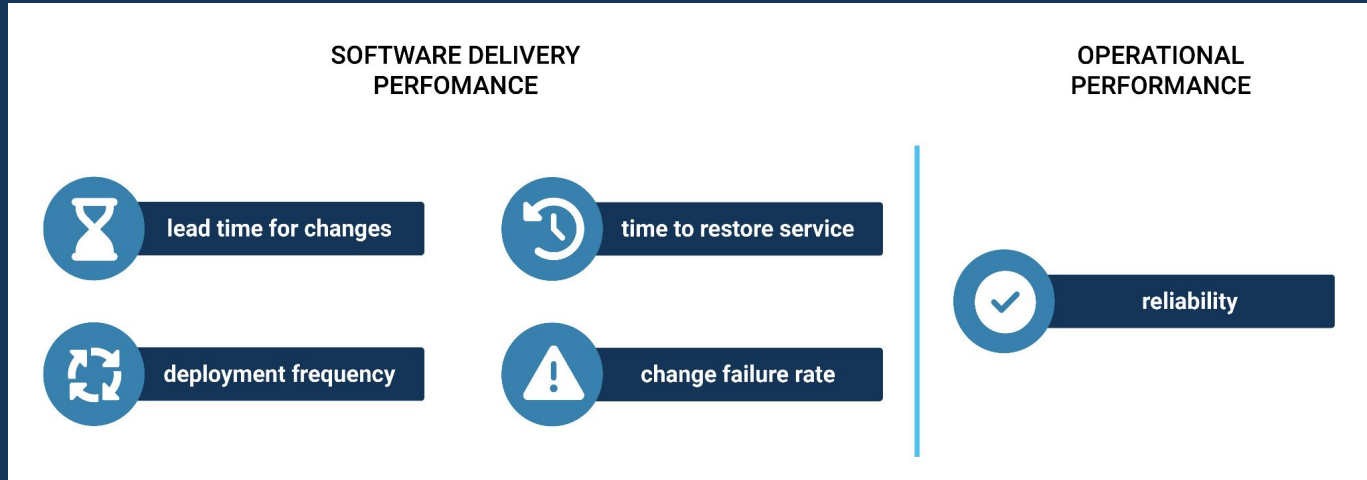 SOFTWARE DELIVERY
PERFOMANCE
OPERATIONAL
PERFORMANCE
lead time for changes
time to restore service
deployment frequency
change failure rate
reliability